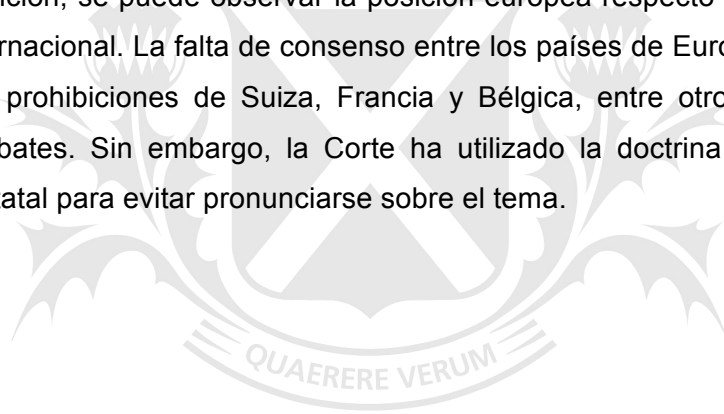 se puede observar la posición europea respecto
rnacional. La falta de consenso entre los países de Euro
prohibiciones de Suiza, Francia y Bélgica, entre otro
bates. Sin embargo, la Corte ha utilizado la doctrina
tatal para evitar pronunciarse sobre el tema.
QUAERERE VERUM